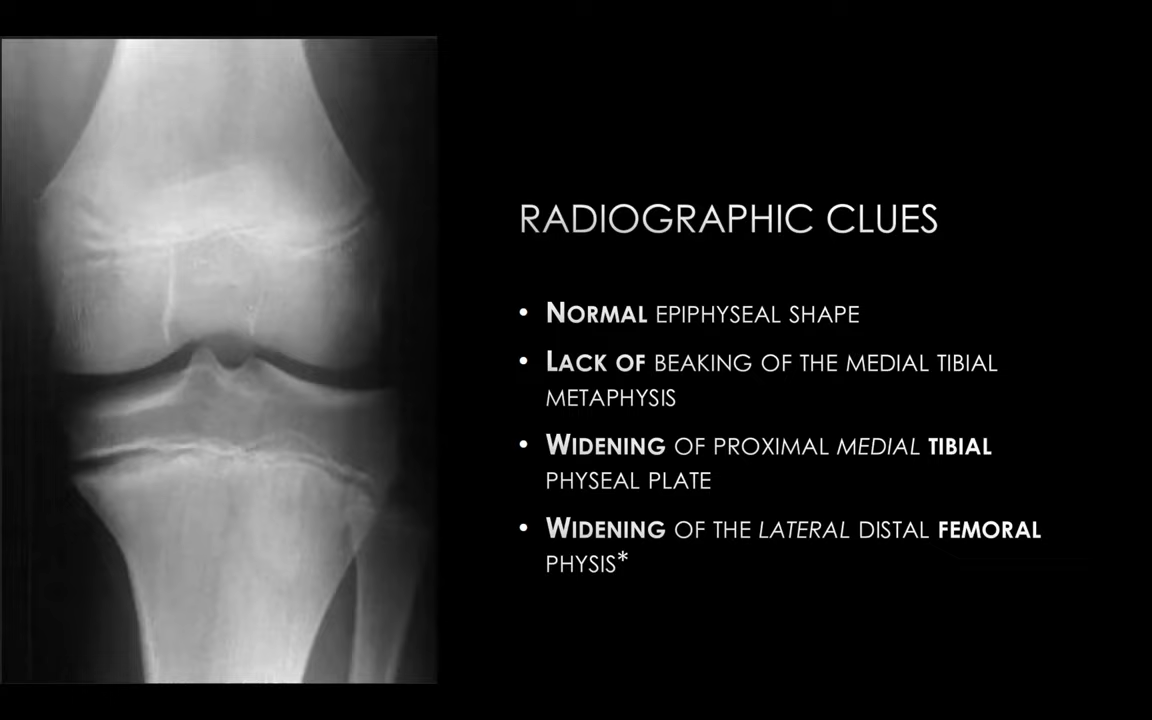 RADIOGRAPHIC CLUES
• NORMAL EPIPHYSEAL SHAPE
• LACK OF BEAKING OF THE MEDIAL TIBIAL
METAPHYSIS
• WIDENING OF PROXIMAL MEDIAL TIBIAL
PHYSEAL PLATE
• WIDENING OF THE LATERAL DISTAL FEMORAL
PHYSIS*